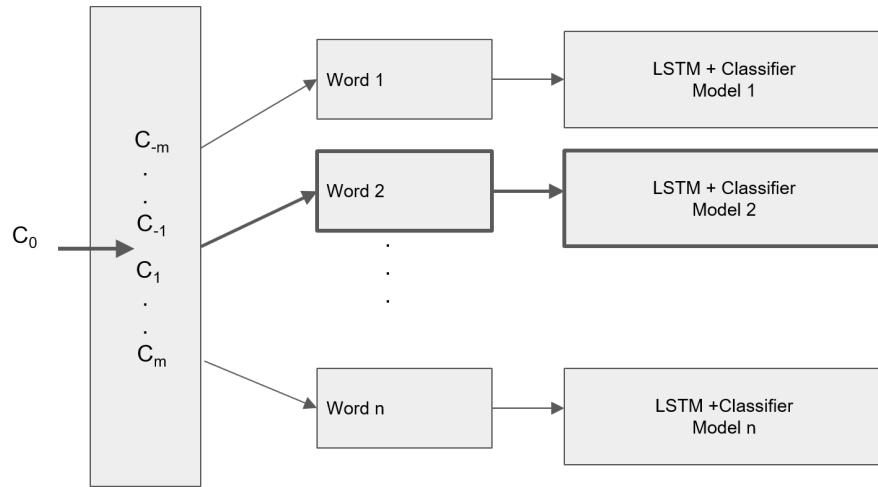 C₀
C₋ₘ
.
.
C₋₁
C₁
.
.
Cₘ
Word 1
LSTM + Classifier
Model 1
Word 2
LSTM + Classifier
Model 2
.
.
.
Word n
LSTM +Classifier
Model n